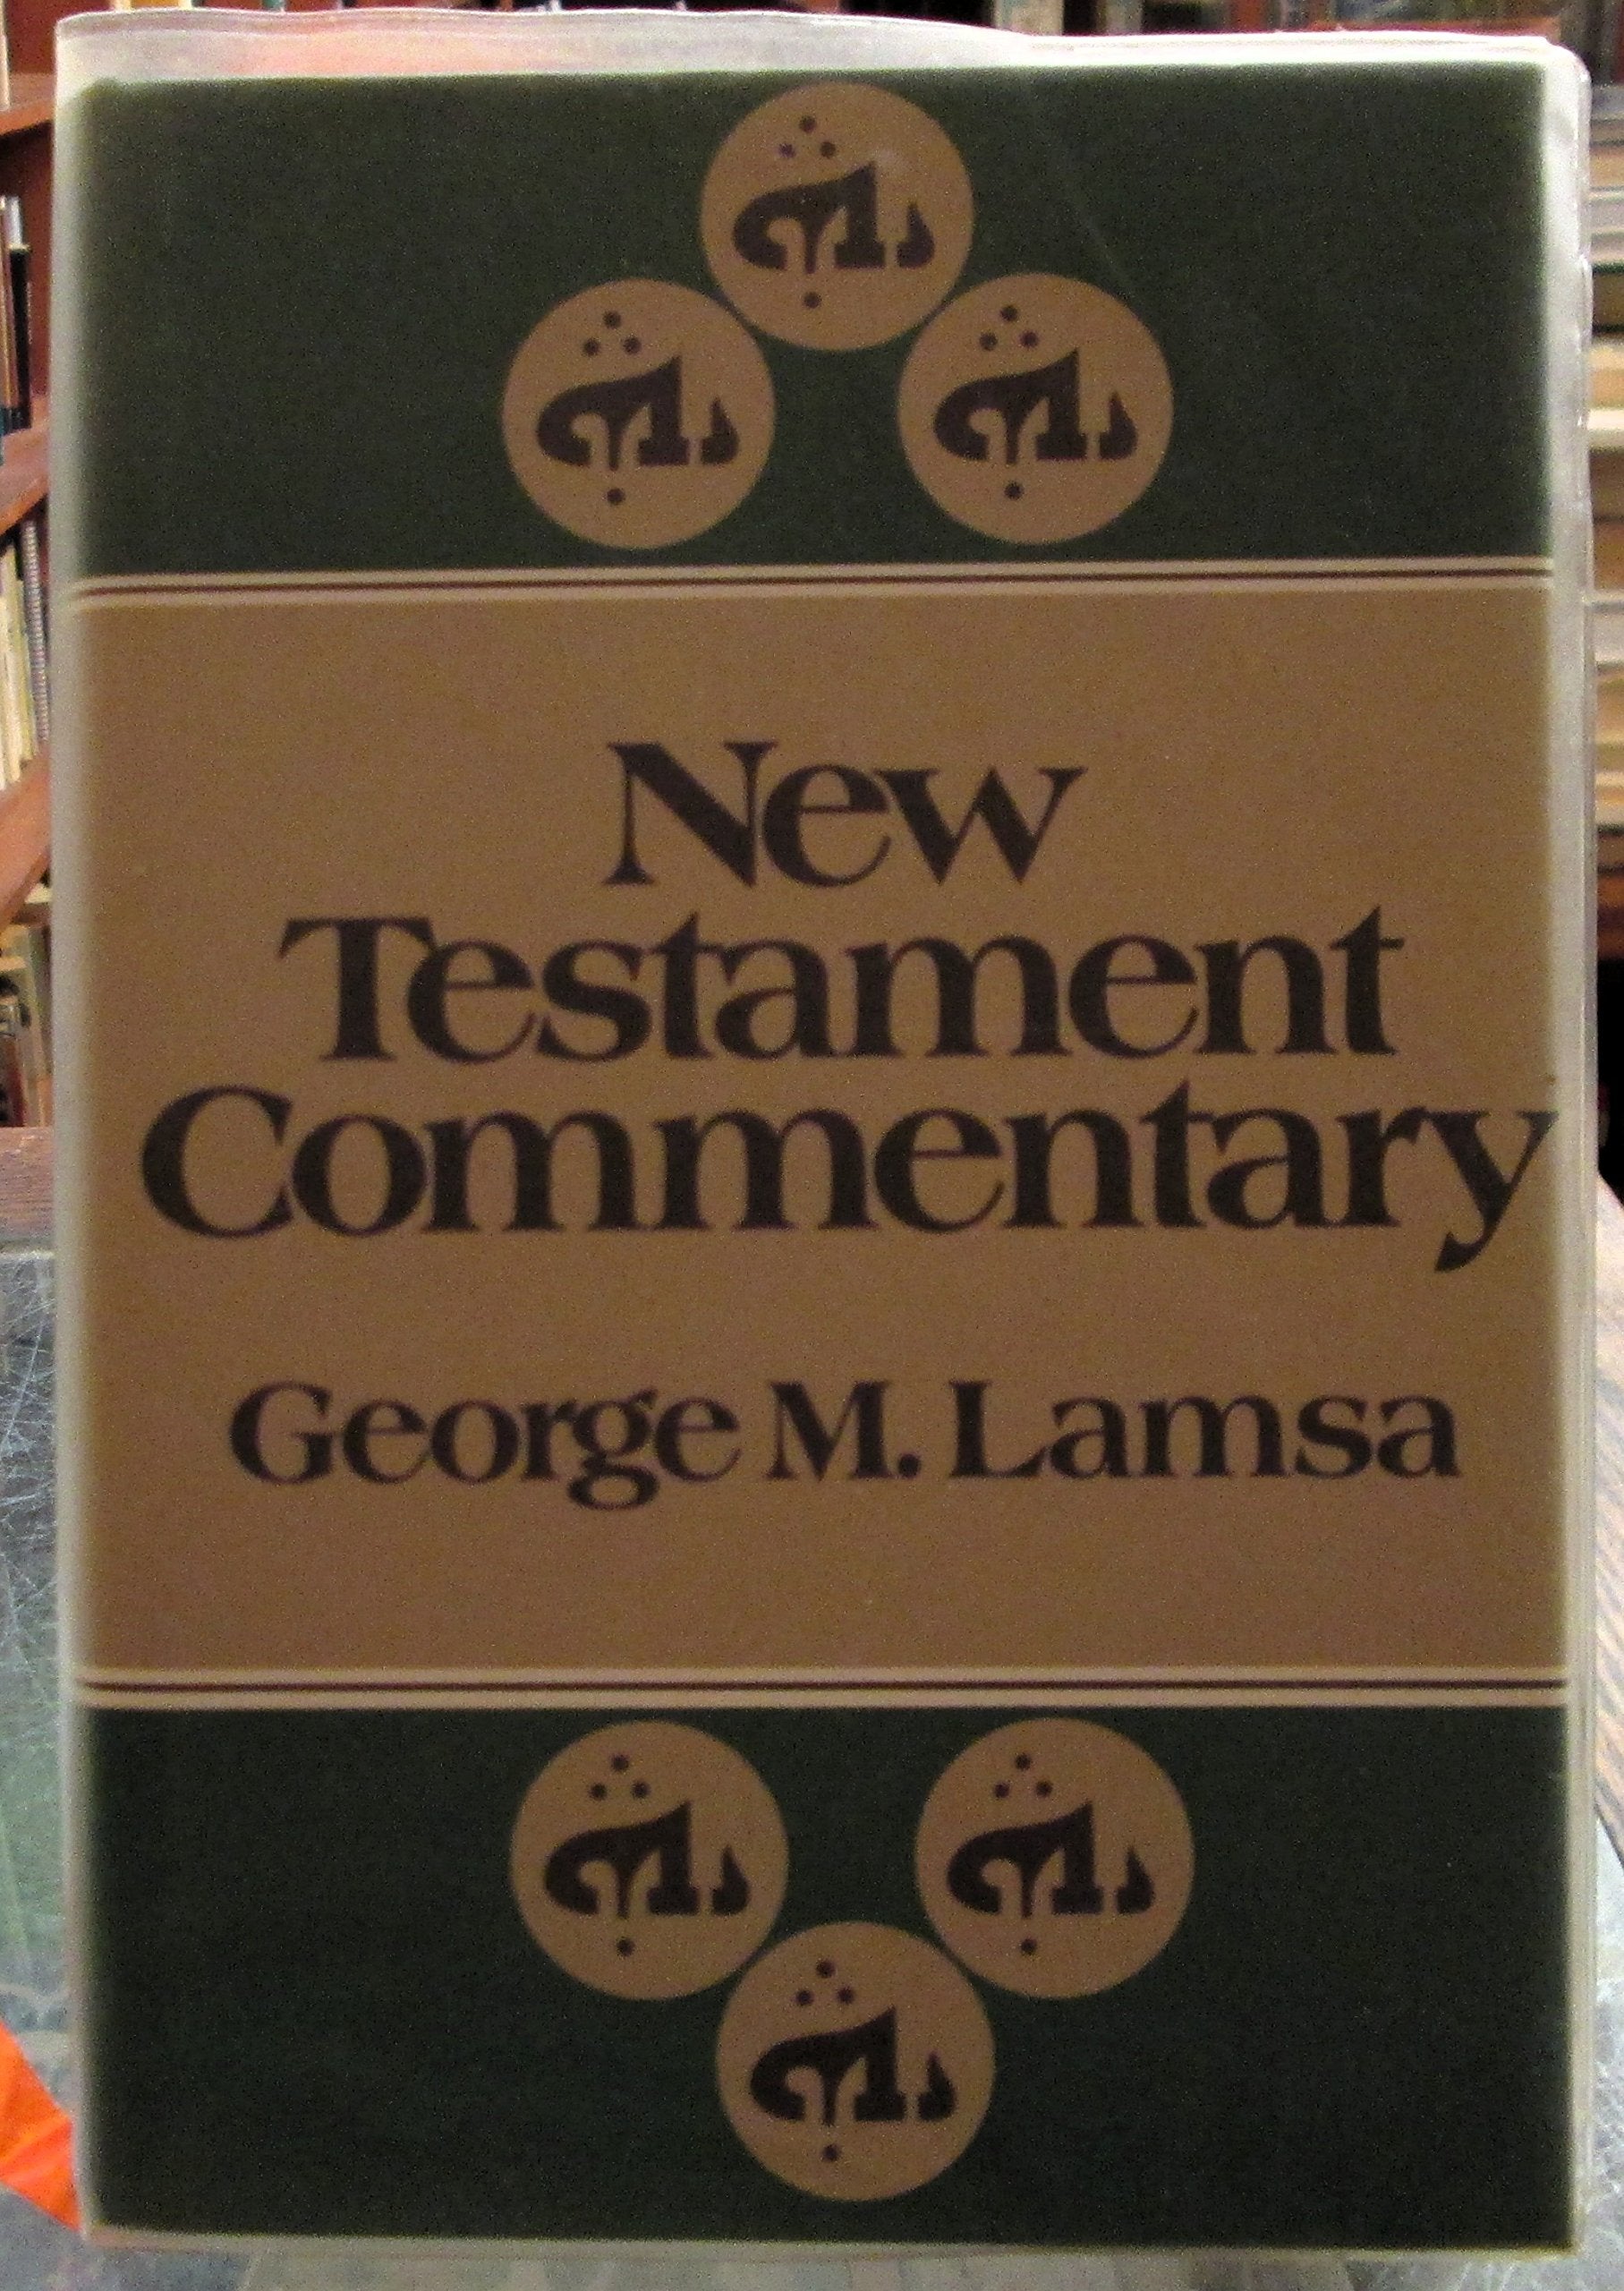 New
Testament
Commentary
George M. Lamsa